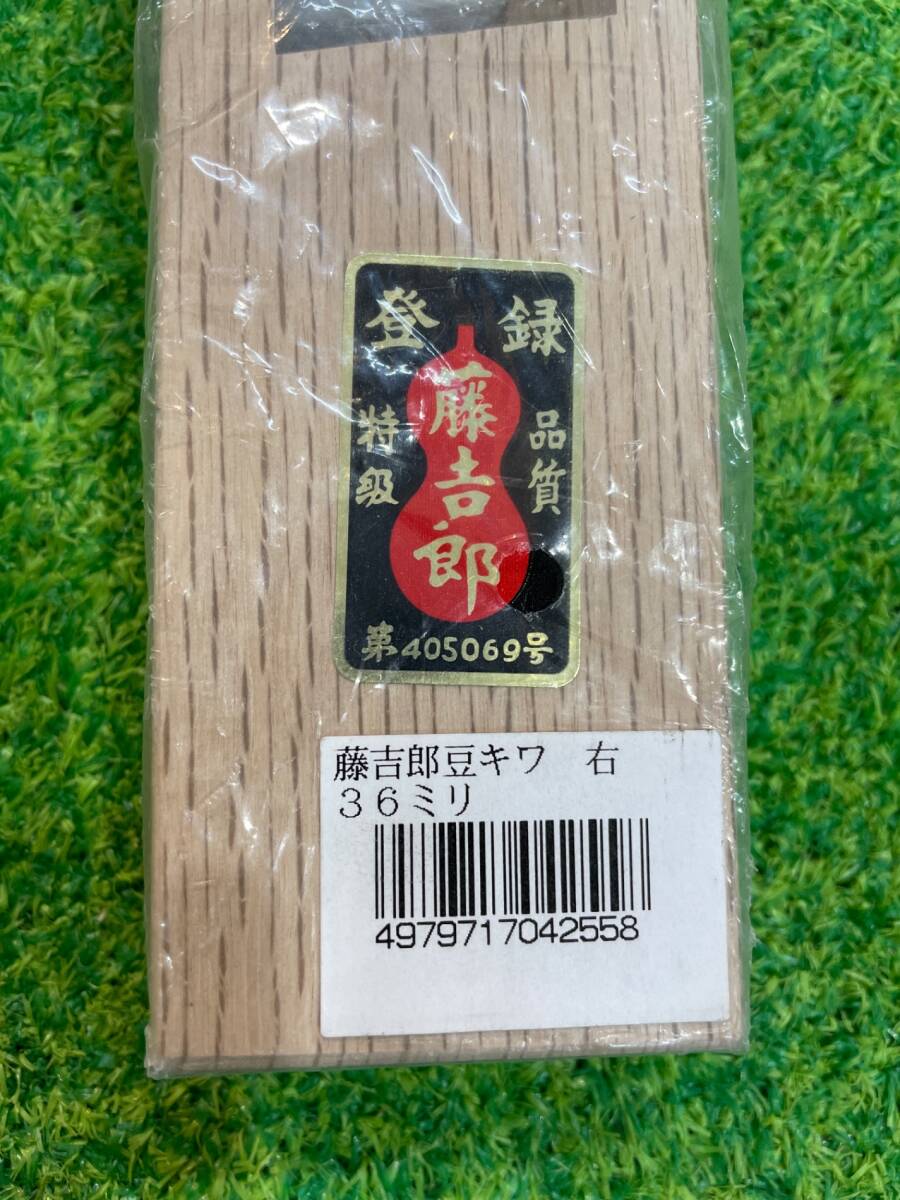 登録
特級
藤吉郎
品質
第405069号
藤吉郎豆キワ　右
３６ミリ
4979717042558